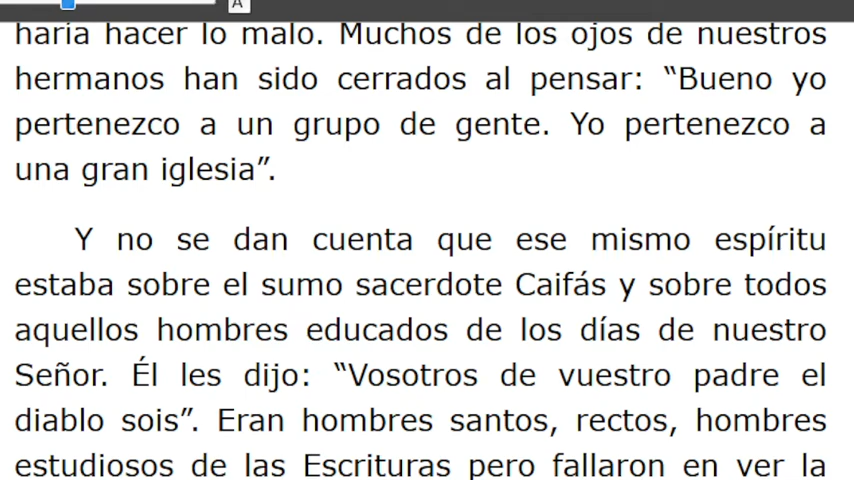 A
haría hacer lo malo. Muchos de los ojos de nuestros
hermanos han sido cerrados al pensar: “Bueno yo
pertenezco a un grupo de gente. Yo pertenezco a
una gran iglesia”.
Y no se dan cuenta que ese mismo espíritu
estaba sobre el sumo sacerdote Caifás y sobre todos
aquellos hombres educados de los días de nuestro
Señor. Él les dijo: “Vosotros de vuestro padre el
diablo sois”. Eran hombres santos, rectos, hombres
estudiosos de las Escrituras pero fallaron en ver la